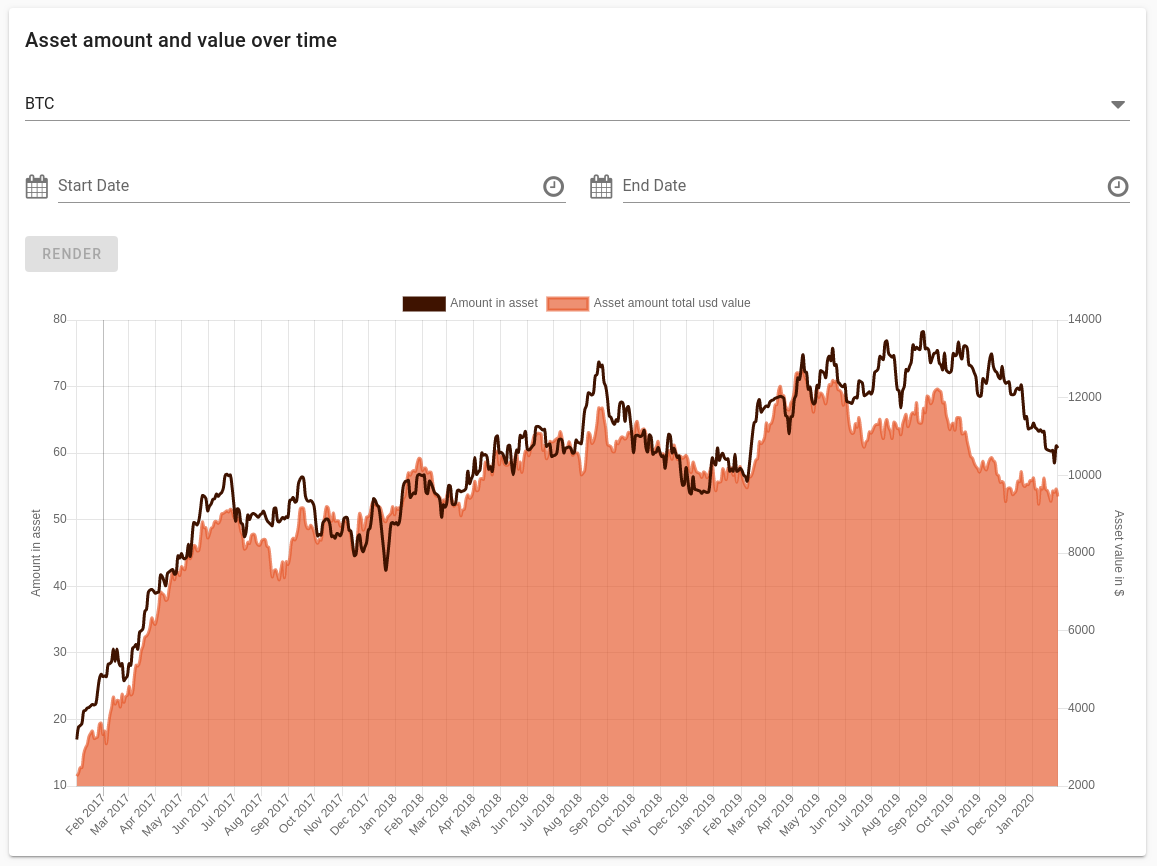 Asset amount and value over time
BTC
Start Date
End Date
RENDER
Amount in asset
Asset amount total usd value
80
70
60
50
40
30
20
10
Amount in asset
14000
12000
10000
8000
6000
4000
2000
Asset value in $
Feb 2017
Mar 2017
Apr 2017
May 2017
Jun 2017
Jul 2017
Aug 2017
Sep 2017
Oct 2017
Nov 2017
Dec 2017
Jan 2018
Feb 2018
Mar 2018
Apr 2018
May 2018
Jun 2018
Jul 2018
Aug 2018
Sep 2018
Oct 2018
Nov 2018
Dec 2018
Jan 2019
Feb 2019
Mar 2019
Apr 2019
May 2019
Jun 2019
Jul 2019
Aug 2019
Sep 2019
Oct 2019
Nov 2019
Dec 2019
Jan 2020